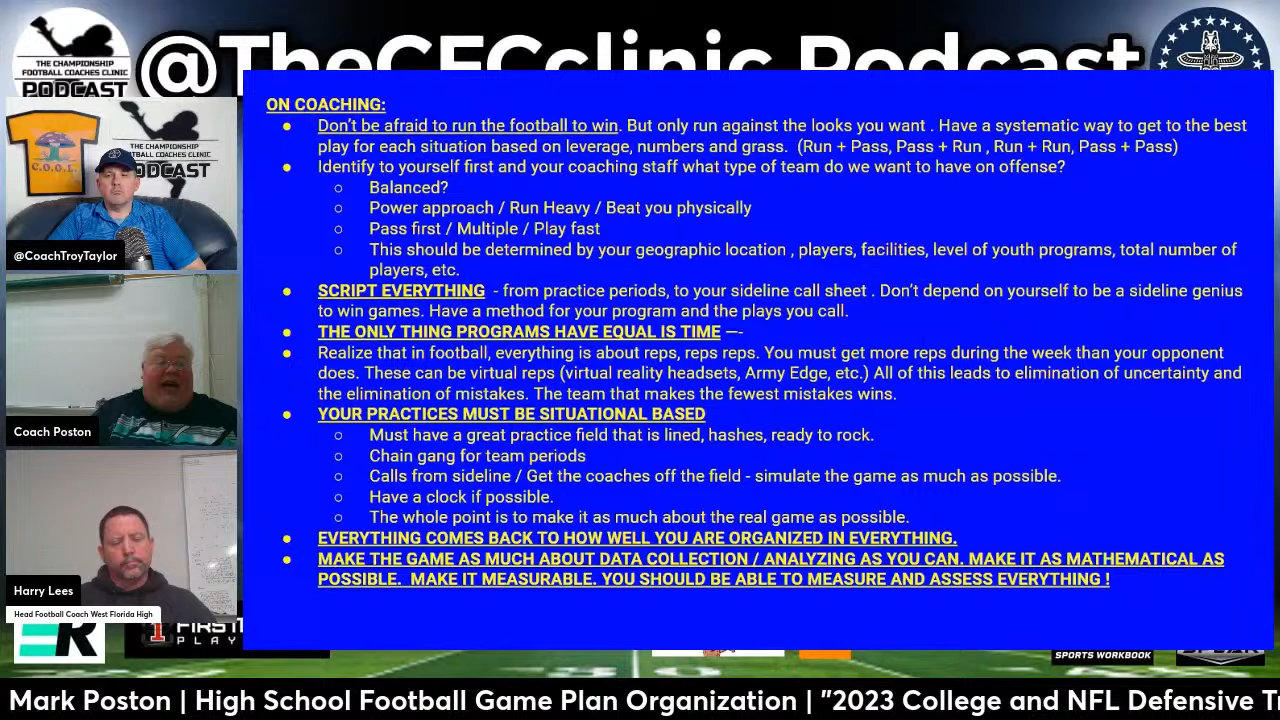 THE CHAMPIONSHIP
FOOTBALL COACHES CLINIC
PODCAST
@TheCFCclinic Podcast
THE CHAMPIONSHIP
FOOTBALL COACHES CLINIC
PODCAST
C.O.O.L
@CoachTroyTaylor
Coach Poston
Harry Lees
Head Football Coach West Florida High
ON COACHING:
● Don't be afraid to run the football to win. But only run against the looks you want . Have a systematic way to get to the best
play for each situation based on leverage, numbers and grass. (Run + Pass, Pass + Run , Run + Run, Pass + Pass)
● Identify to yourself first and your coaching staff what type of team do we want to have on offense?
○ Balanced?
○ Power approach / Run Heavy / Beat you physically
○ Pass first / Multiple / Play fast
○ This should be determined by your geographic location , players, facilities, level of youth programs, total number of
players, etc.
● SCRIPT EVERYTHING - from practice periods, to your sideline call sheet . Don't depend on yourself to be a sideline genius
to win games. Have a method for your program and the plays you call.
● THE ONLY THING PROGRAMS HAVE EQUAL IS TIME —-
● Realize that in football, everything is about reps, reps reps. You must get more reps during the week than your opponent
does. These can be virtual reps (virtual reality headsets, Army Edge, etc.) All of this leads to elimination of uncertainty and
the elimination of mistakes. The team that makes the fewest mistakes wins.
● YOUR PRACTICES MUST BE SITUATIONAL BASED
○ Must have a great practice field that is lined, hashes, ready to rock.
○ Chain gang for team periods
○ Calls from sideline / Get the coaches off the field - simulate the game as much as possible.
○ Have a clock if possible.
○ The whole point is to make it as much about the real game as possible.
● EVERYTHING COMES BACK TO HOW WELL YOU ARE ORGANIZED IN EVERYTHING.
● MAKE THE GAME AS MUCH ABOUT DATA COLLECTION / ANALYZING AS YOU CAN. MAKE IT AS MATHEMATICAL AS
POSSIBLE. MAKE IT MEASURABLE. YOU SHOULD BE ABLE TO MEASURE AND ASSESS EVERYTHING !
ER
FIRST
PLAY
SPORTS WORKBOOK
Mark Poston | High School Football Game Plan Organization | "2023 College and NFL Defensive T